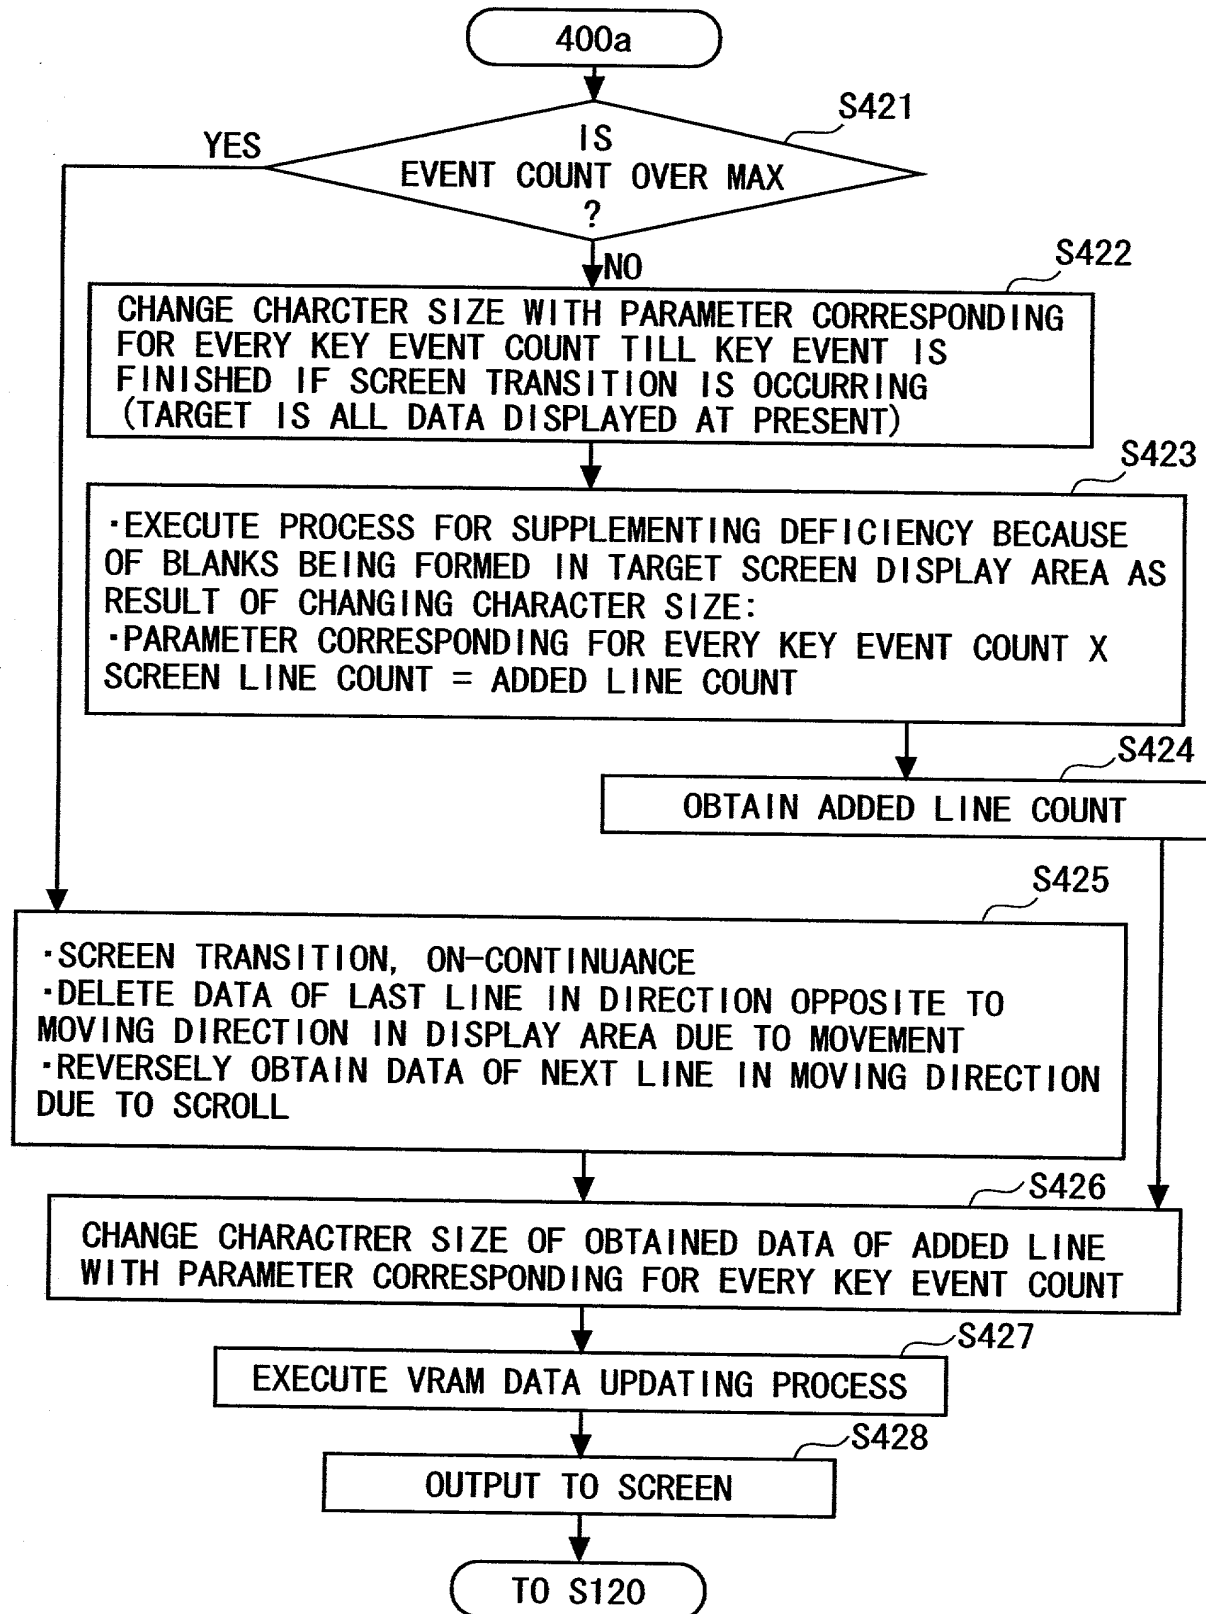 400a
S421
YES
IS
EVENT COUNT OVER MAX
?
NO
S422
CHANGE CHARCTER SIZE WITH PARAMETER CORRESPONDING
FOR EVERY KEY EVENT COUNT TILL KEY EVENT IS
FINISHED IF SCREEN TRANSITION IS OCCURRING
(TARGET IS ALL DATA DISPLAYED AT PRESENT)
S423
·EXECUTE PROCESS FOR SUPPLEMENTING DEFICIENCY BECAUSE
OF BLANKS BEING FORMED IN TARGET SCREEN DISPLAY AREA AS
RESULT OF CHANGING CHARACTER SIZE:
·PARAMETER CORRESPONDING FOR EVERY KEY EVENT COUNT X
SCREEN LINE COUNT = ADDED LINE COUNT
S424
OBTAIN ADDED LINE COUNT
S425
·SCREEN TRANSITION, ON-CONTINUANCE
·DELETE DATA OF LAST LINE IN DIRECTION OPPOSITE TO
MOVING DIRECTION IN DISPLAY AREA DUE TO MOVEMENT
·REVERSELY OBTAIN DATA OF NEXT LINE IN MOVING DIRECTION
DUE TO SCROLL
S426
CHANGE CHARACTRER SIZE OF OBTAINED DATA OF ADDED LINE
WITH PARAMETER CORRESPONDING FOR EVERY KEY EVENT COUNT
S427
EXECUTE VRAM DATA UPDATING PROCESS
S428
OUTPUT TO SCREEN
TO S120